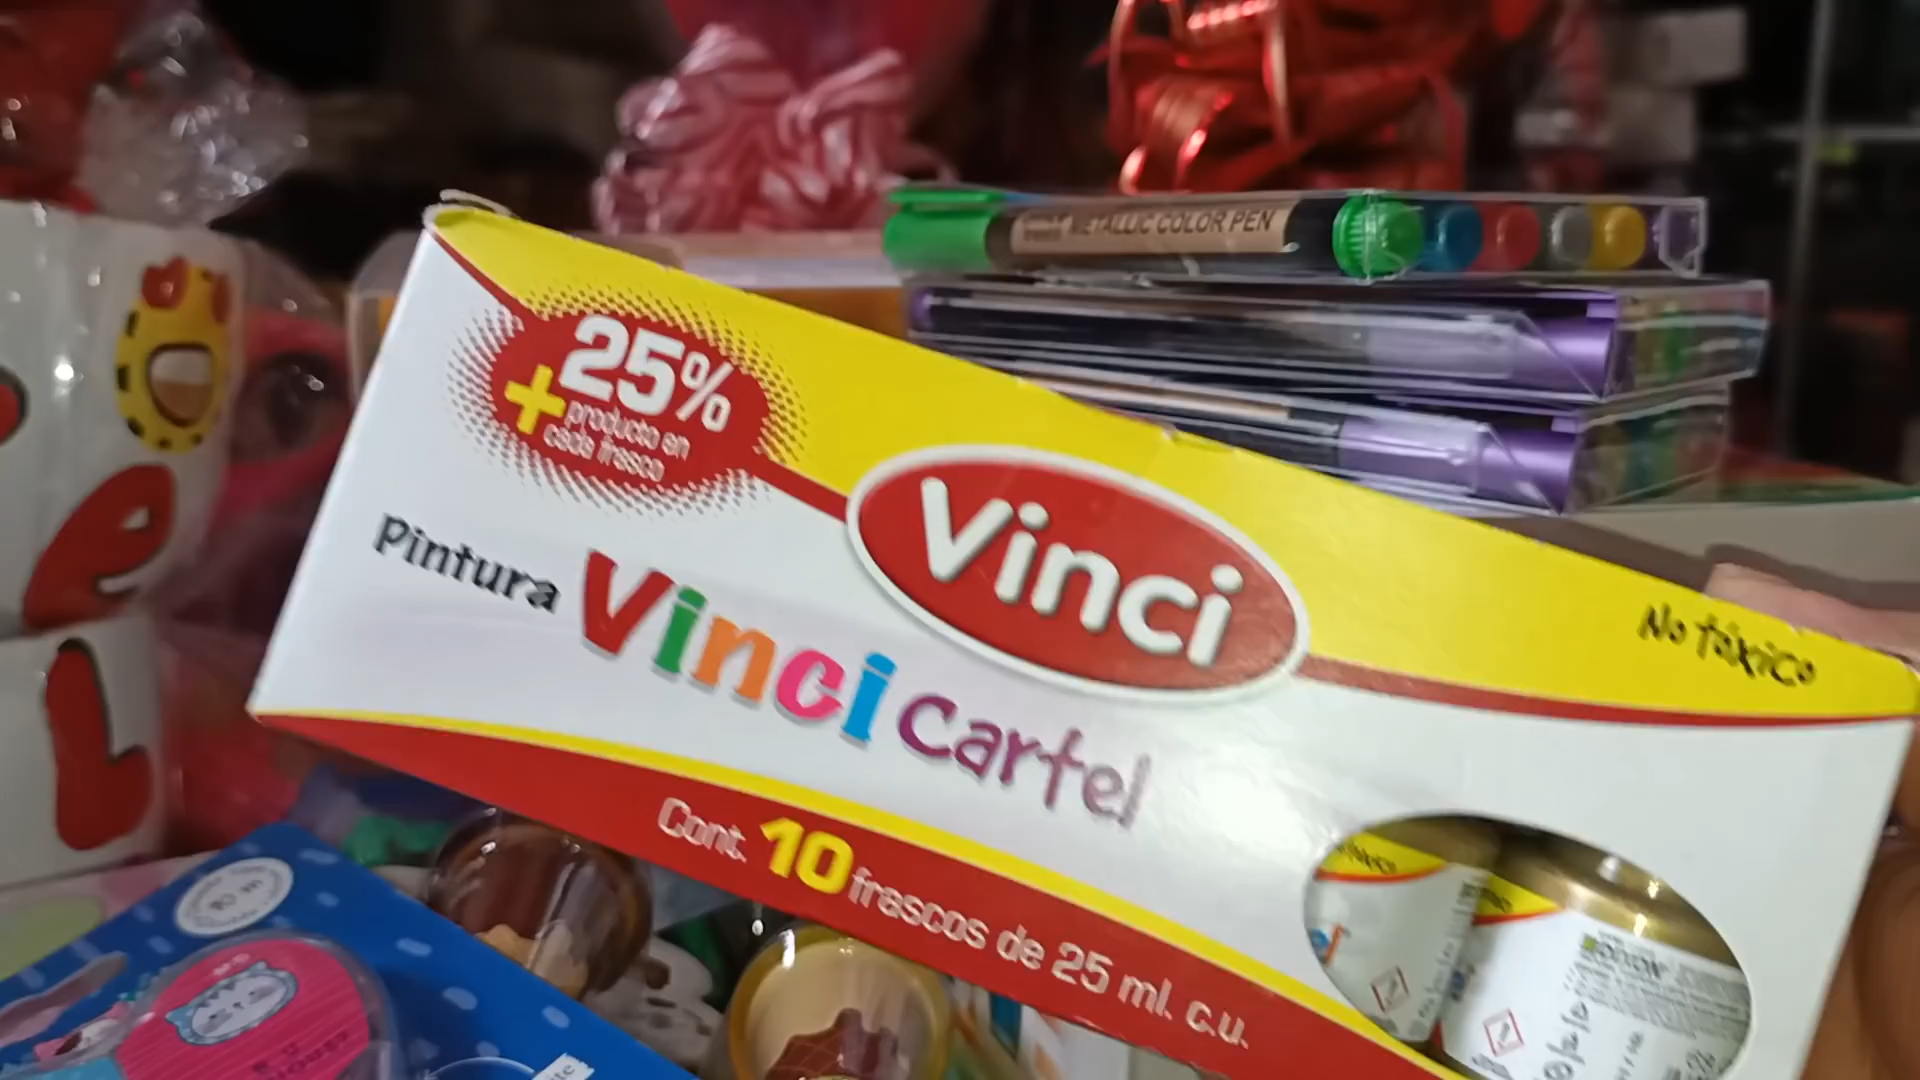 METALLIC COLOR PEN
+25%
producto en
cada frasco
Vinci
No tóxico
Pintura Vinci Cartel
Cont. 10 frascos de 25 ml. c.u.
e
L